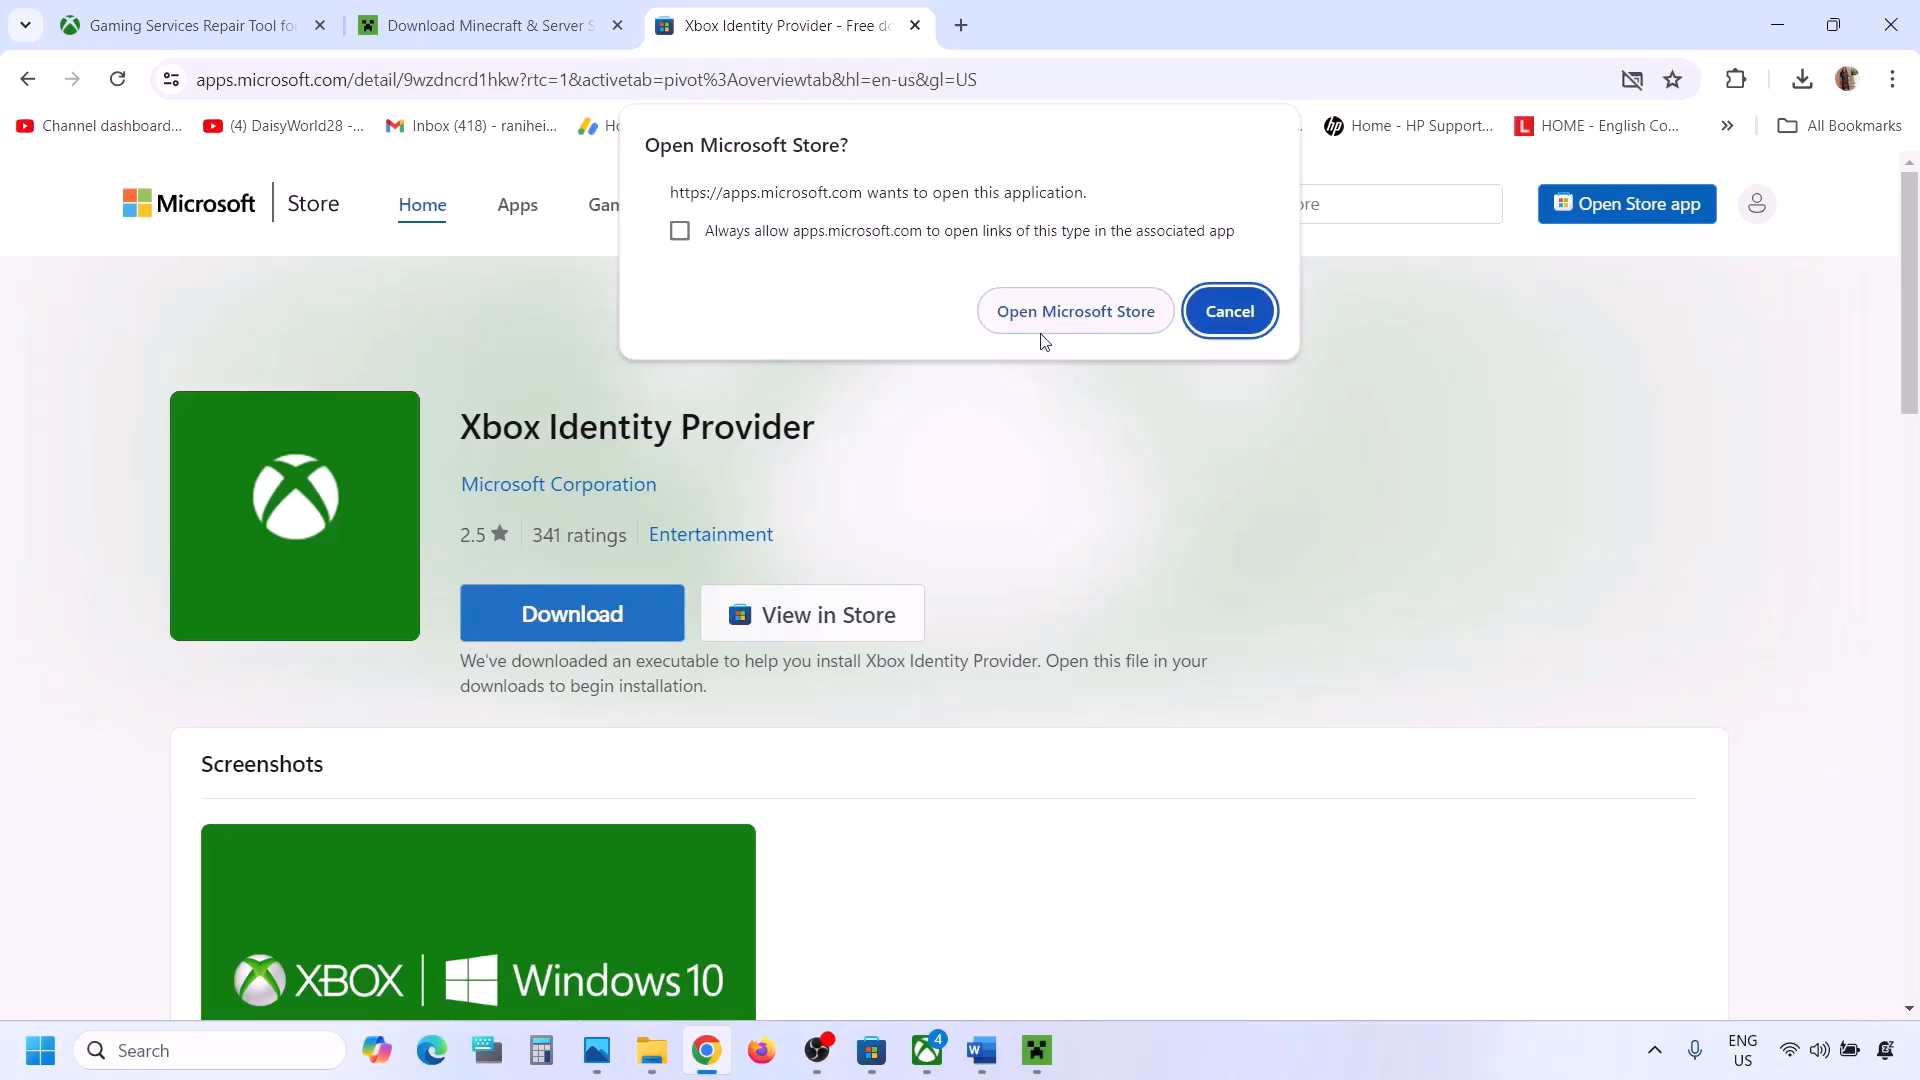 Gaming Services Repair Tool fo
Download Minecraft & Server S
Xbox Identity Provider - Free do
apps.microsoft.com/detail/9wzdncrd1hkw?rtc=1&activetab=pivot%3Aoverviewtab&hl=en-us&gl=US
Channel dashboard...
(4) DaisyWorld28 -...
Inbox (418) - ranihei...
Ho
Home - HP Support...
HOME - English Co...
All Bookmarks
Open Microsoft Store?
https://apps.microsoft.com wants to open this application.
Always allow apps.microsoft.com to open links of this type in the associated app
Open Microsoft Store
Cancel
Microsoft
Store
Home
Apps
Gam
ore
Open Store app
Xbox Identity Provider
Microsoft Corporation
2.5
341 ratings
Entertainment
Download
View in Store
We've downloaded an executable to help you install Xbox Identity Provider. Open this file in your
downloads to begin installation.
Screenshots
XBOX
Windows 10
Search
4
ENG
US